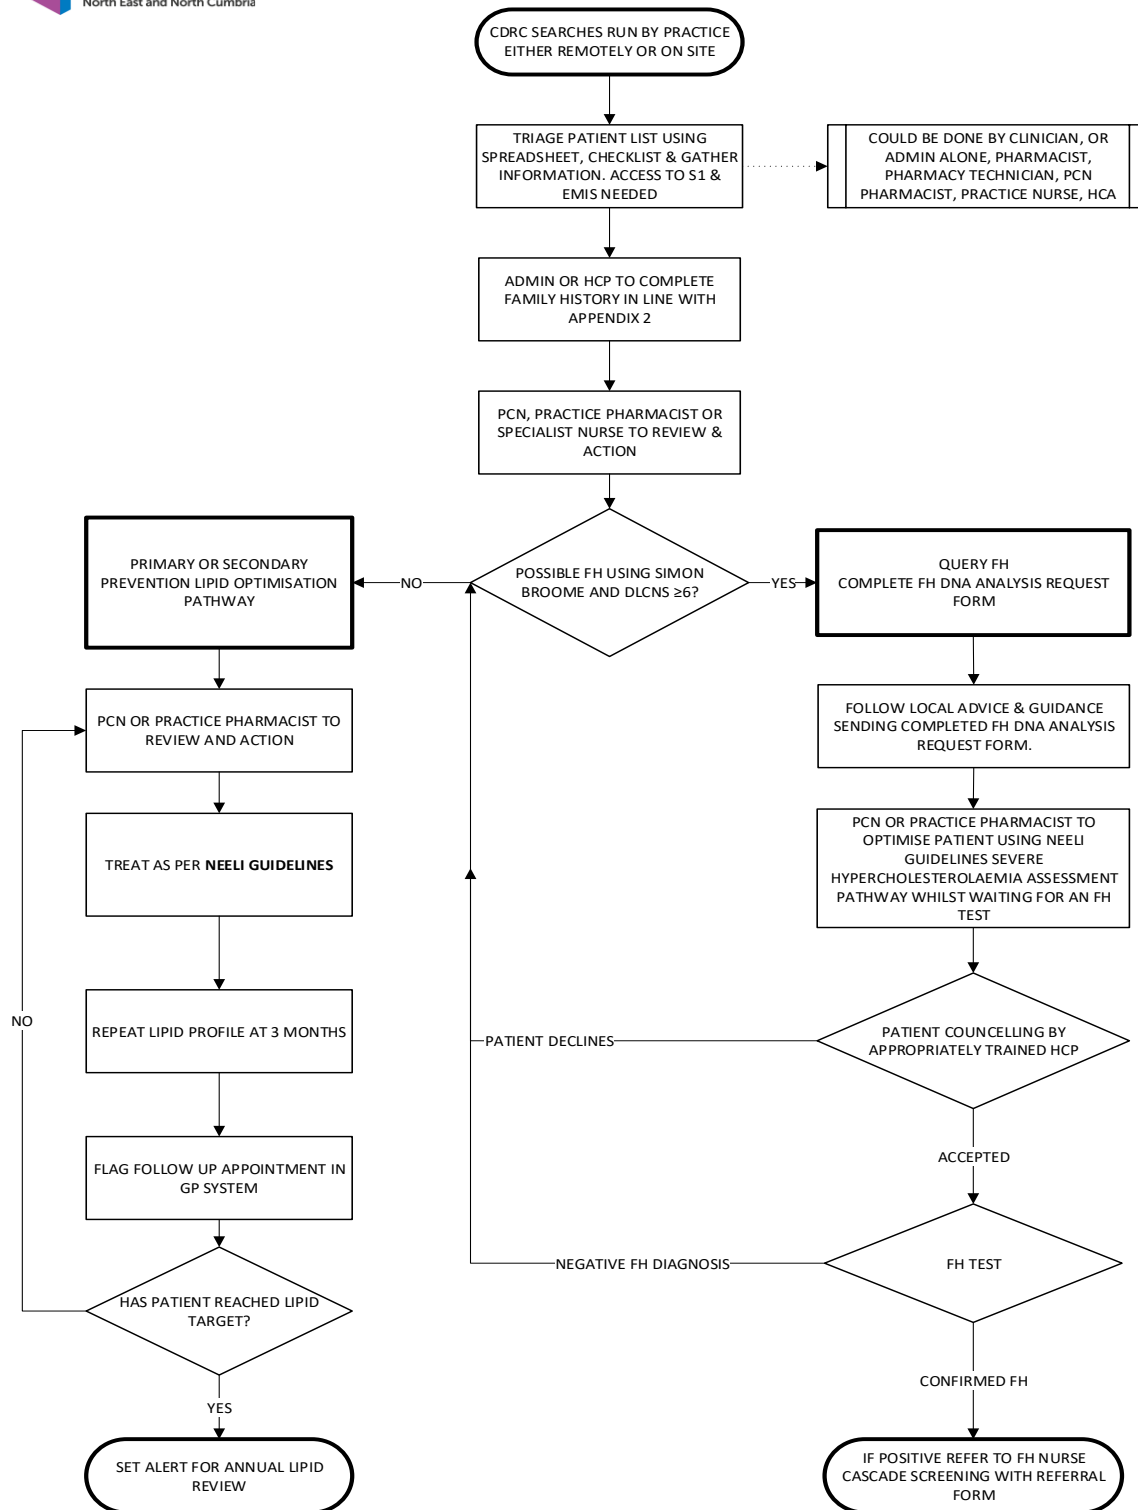 North East and North Cumbria
CDRC SEARCHES RUN BY PRACTICE
EITHER REMOTELY OR ON SITE
TRIAGE PATIENT LIST USING
SPREADSHEET, CHECKLIST & GATHER
INFORMATION. ACCESS TO S1 &
EMIS NEEDED
COULD BE DONE BY CLINICIAN, OR
ADMIN ALONE, PHARMACIST,
PHARMACY TECHNICIAN, PCN
PHARMACIST, PRACTICE NURSE, HCA
ADMIN OR HCP TO COMPLETE
FAMILY HISTORY IN LINE WITH
APPENDIX 2
PCN, PRACTICE PHARMACIST OR
SPECIALIST NURSE TO REVIEW &
ACTION
POSSIBLE FH USING SIMON
BROOME AND DLCNS ≥6?
NO
YES
PRIMARY OR SECONDARY
PREVENTION LIPID OPTIMISATION
PATHWAY
PCN OR PRACTICE PHARMACIST TO
REVIEW AND ACTION
TREAT AS PER NEELI GUIDELINES
REPEAT LIPID PROFILE AT 3 MONTHS
FLAG FOLLOW UP APPOINTMENT IN
GP SYSTEM
HAS PATIENT REACHED LIPID
TARGET?
NO
YES
SET ALERT FOR ANNUAL LIPID
REVIEW
QUERY FH
COMPLETE FH DNA ANALYSIS REQUEST
FORM
FOLLOW LOCAL ADVICE & GUIDANCE
SENDING COMPLETED FH DNA ANALYSIS
REQUEST FORM.
PCN OR PRACTICE PHARMACIST TO
OPTIMISE PATIENT USING NEELI
GUIDELINES SEVERE
HYPERCHOLESTEROLAEMIA ASSESSMENT
PATHWAY WHILST WAITING FOR AN FH
TEST
PATIENT COUNCELLING BY
APPROPRIATELY TRAINED HCP
PATIENT DECLINES
ACCEPTED
FH TEST
NEGATIVE FH DIAGNOSIS
CONFIRMED FH
IF POSITIVE REFER TO FH NURSE
CASCADE SCREENING WITH REFERRAL
FORM